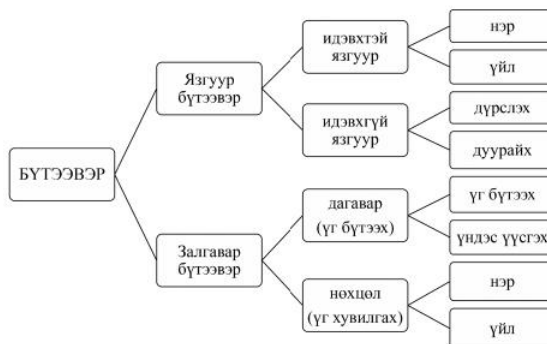 БҮТЭЭВЭР
Язгуур
бүтээвэр
Залгавар
бүтээвэр
идэвхтэй
язгуур
идэвхгүй
язгуур
дагавар
(үг бүтээх)
нөхцөл
(үг хувилгах)
нэр
үйл
дүрслэх
дуурайх
үг бүтээх
үндэс үүсгэх
нэр
үйл